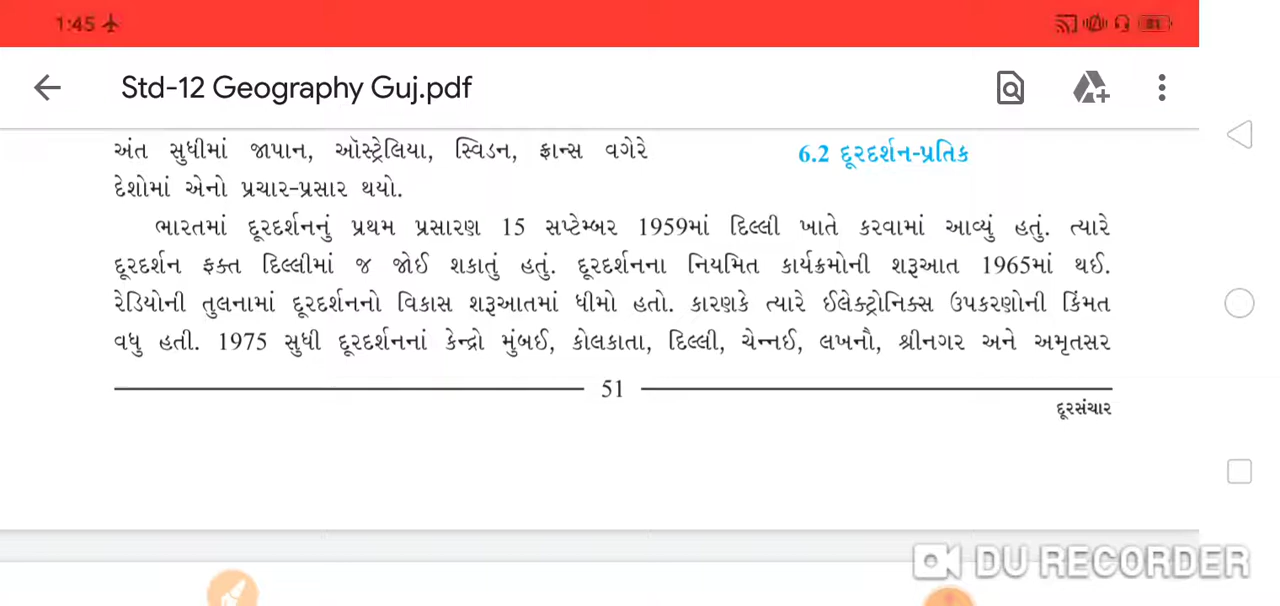 1:45
81
Std-12 Geography Guj.pdf
અંત સુધીમાં જાપાન, ઑસ્ટ્રેલિયા, સ્વિડન, ફ્રાન્સ વગેરે
6.2 દૂરદર્શન-પ્રતિક
દેશોમાં એનો પ્રચાર-પ્રસાર થયો.
ભારતમાં દૂરદર્શનનું પ્રથમ પ્રસારણ 15 સપ્ટેમ્બર 1959માં દિલ્લી ખાતે કરવામાં આવ્યું હતું. ત્યારે
દૂરદર્શન ફક્ત દિલ્લીમાં જ જોઈ શકાતું હતું. દૂરદર્શનના નિયમિત કાર્યક્રમોની શરૂઆત 1965માં થઈ.
રેડિયોની તુલનામાં દૂરદર્શનનો વિકાસ શરૂઆતમાં ધીમો હતો. કારણકે ત્યારે ઈલેક્ટ્રોનિક્સ ઉપકરણોની કિંમત
વધુ હતી. 1975 સુધી દૂરદર્શનનાં કેન્દ્રો મુંબઈ, કોલકાતા, દિલ્લી, ચેન્નઈ, લખનૌ, શ્રીનગર અને અમૃતસર
51
દૂરસંચાર
DU RECORDER